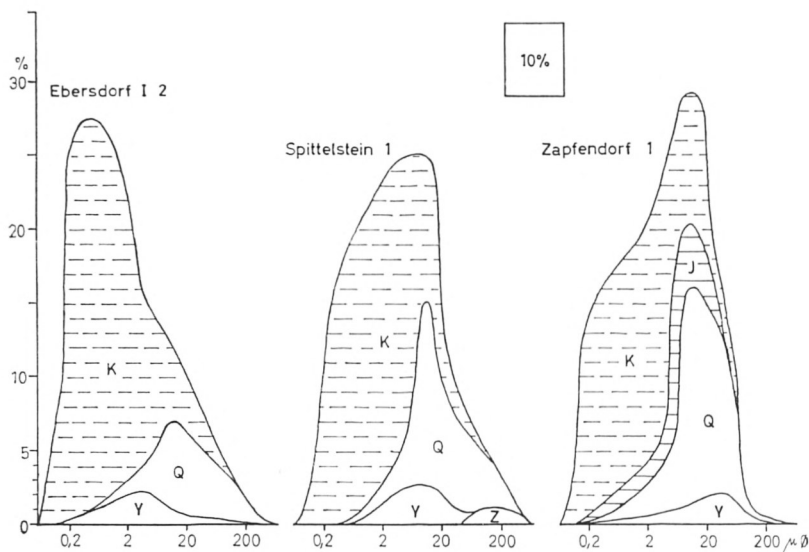 %
30
20
10
5
0
Ebersdorf I 2
K
Q
Y
0,2 2 20 200
10%
Spittelstein 1
K
Q
Y
Z
0,2 2 20 200
Zapfendorf 1
J
K
Q
Y
0,2 2 20 200 μ ø